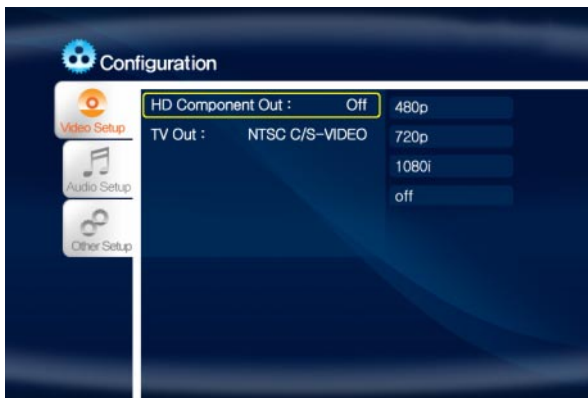 Configuration
Video Setup
Audio Setup
Other Setup
HD Component Out : Off
TV Out : NTSC C/S-VIDEO
480p
720p
1080i
off